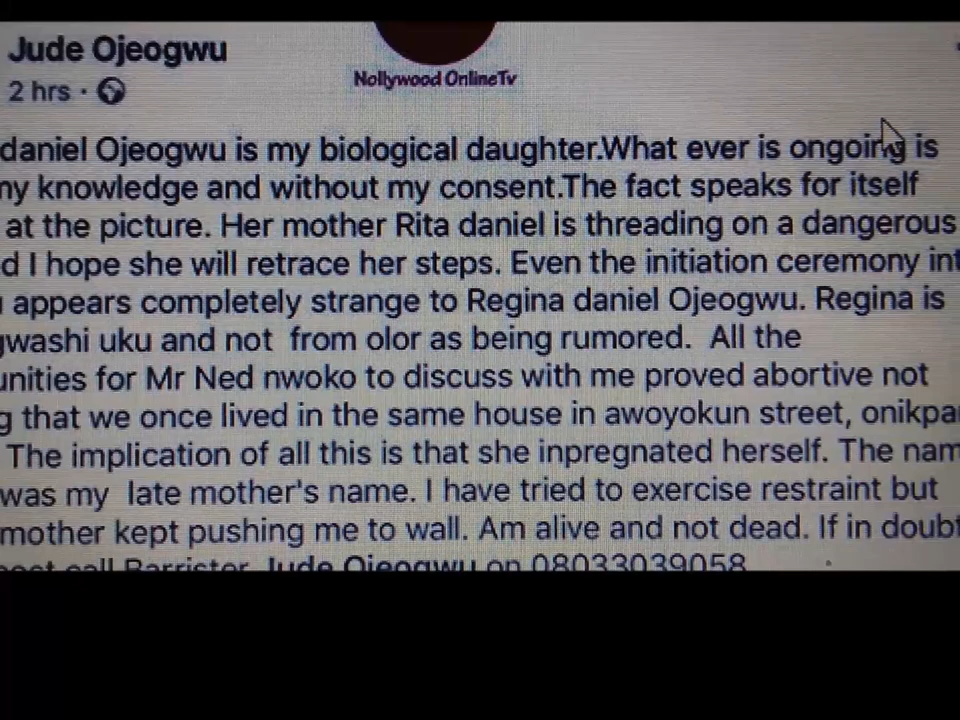 Jude Ojeogwu
Nollywood OnlineTv
2 hrs ·
daniel Ojeogwu is my biological daughter.What ever is ongoing is
knowledge and without my consent.The fact speaks for itself
at the picture. Her mother Rita daniel is threading on a dangerous
I hope she will retrace her steps. Even the initiation ceremony int
appears completely strange to Regina daniel Ojeogwu. Regina is
gwashi uku and not from olor as being rumored. All the
unities for Mr Ned nwoko to discuss with me proved abortive not
g that we once lived in the same house in awoyokun street, onikpa
The implication of all this is that she inpregnated herself. The nam
was my late mother's name. I have tried to exercise restraint but
mother kept pushing me to wall. Am alive and not dead. If in doubt
call Barrister Jude Ojeogwu on 08033039058